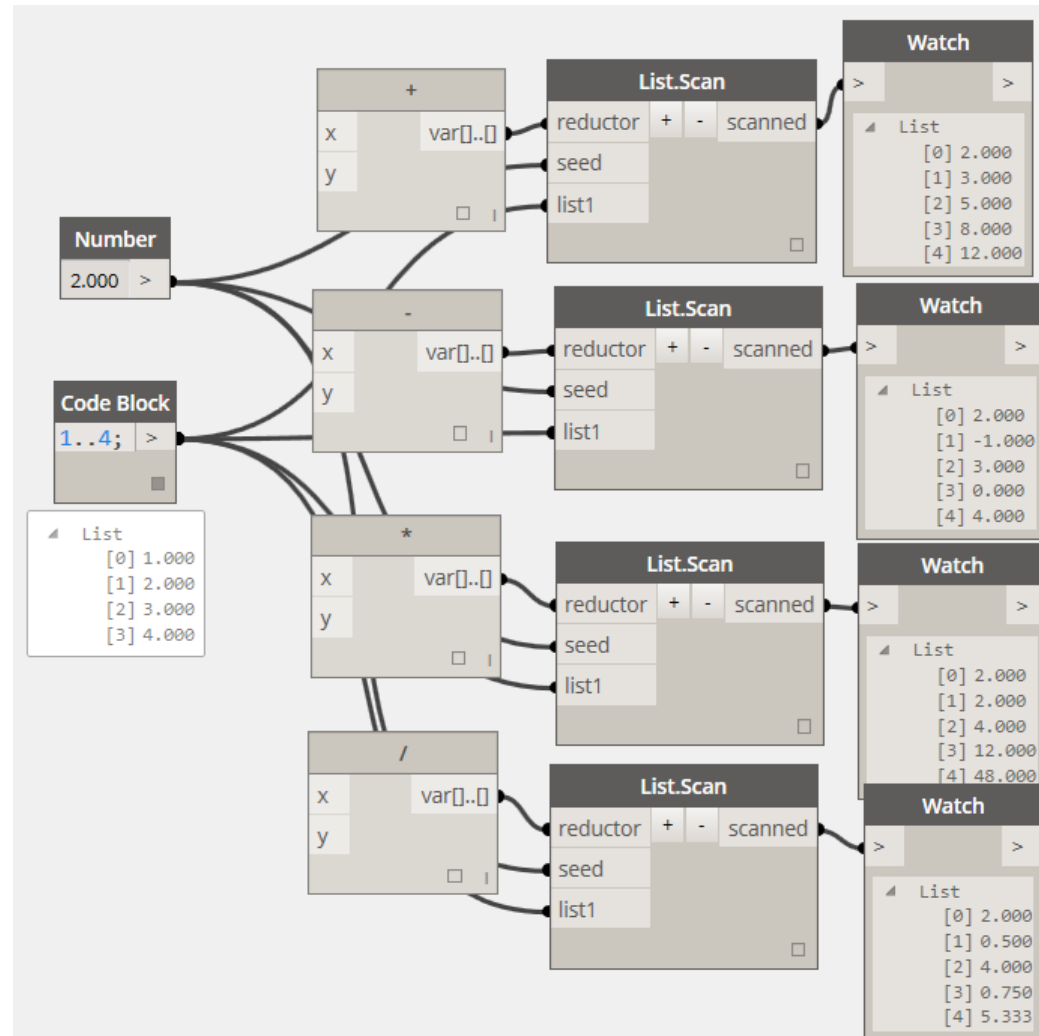 Number
2.000 >
Code Block
1..4; >
List
[0] 1.000
[1] 2.000
[2] 3.000
[3] 4.000
+
x var[]..[]
y
l
List.Scan
reductor + - scanned
seed
list1
Watch
> >
List
[0] 2.000
[1] 3.000
[2] 5.000
[3] 8.000
[4] 12.000
-
x var[]..[]
y
l
List.Scan
reductor + - scanned
seed
list1
Watch
> >
List
[0] 2.000
[1] -1.000
[2] 3.000
[3] 0.000
[4] 4.000
*
x var[]..[]
y
l
List.Scan
reductor + - scanned
seed
list1
Watch
> >
List
[0] 2.000
[1] 2.000
[2] 4.000
[3] 12.000
[4] 48.000
/
x var[]..[]
y
l
List.Scan
reductor + - scanned
seed
list1
Watch
> >
List
[0] 2.000
[1] 0.500
[2] 4.000
[3] 0.750
[4] 5.333